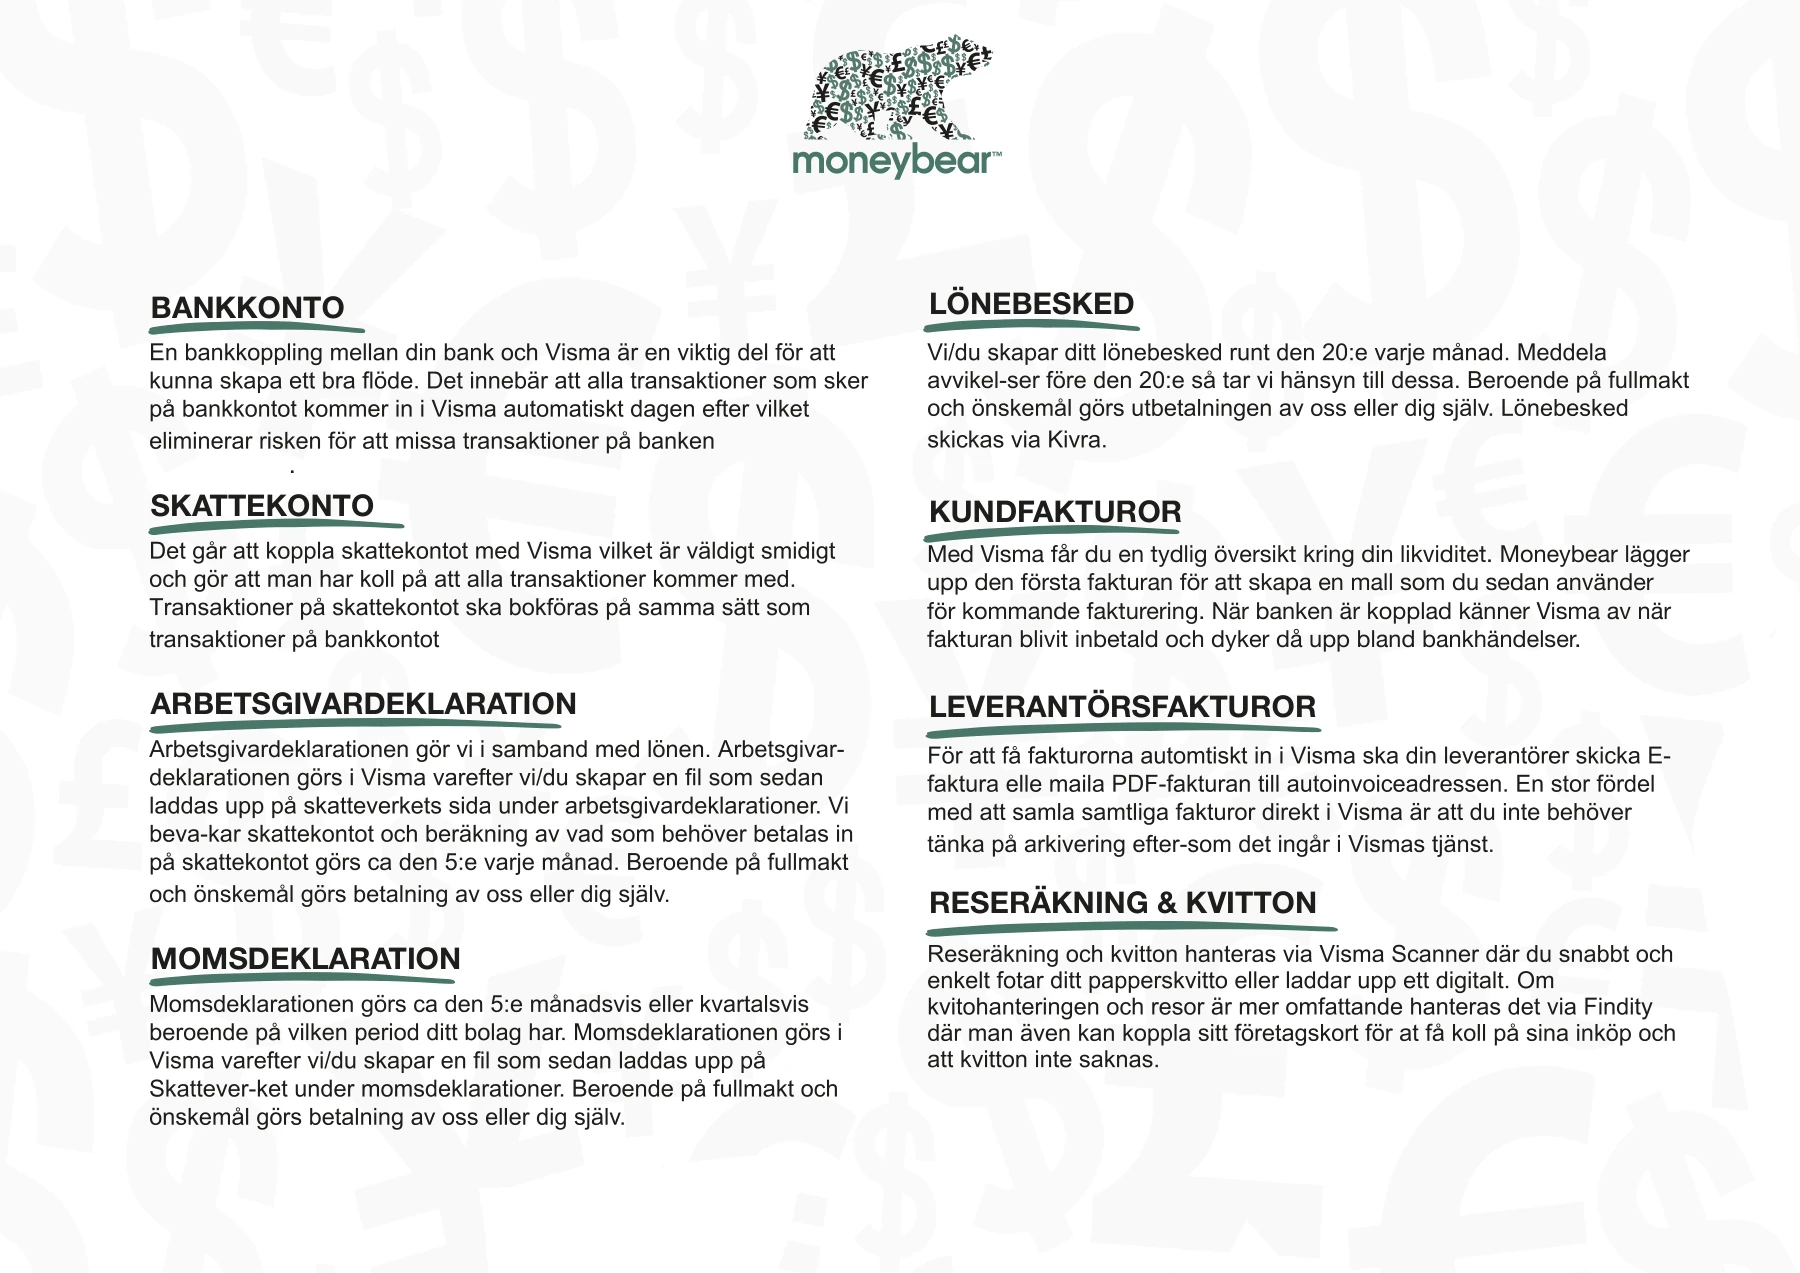 moneybear™
BANKKONTO
En bankkoppling mellan din bank och Visma är en viktig del för att
kunna skapa ett bra flöde. Det innebär att alla transaktioner som sker
på bankkontot kommer in i Visma automatiskt dagen efter vilket
eliminerar risken för att missa transaktioner på banken
.
SKATTEKONTO
Det går att koppla skattekontot med Visma vilket är väldigt smidigt
och gör att man har koll på att alla transaktioner kommer med.
Transaktioner på skattekontot ska bokföras på samma sätt som
transaktioner på bankkontot
ARBETSGIVARDEKLARATION
Arbetsgivardeklarationen gör vi i samband med lönen. Arbetsgivar-
deklarationen görs i Visma varefter vi/du skapar en fil som sedan
laddas upp på skatteverkets sida under arbetsgivardeklarationer. Vi
beva-kar skattekontot och beräkning av vad som behöver betalas in
på skattekontot görs ca den 5:e varje månad. Beroende på fullmakt
och önskemål görs betalning av oss eller dig själv.
MOMSDEKLARATION
Momsdeklarationen görs ca den 5:e månadsvis eller kvartalsvis
beroende på vilken period ditt bolag har. Momsdeklarationen görs i
Visma varefter vi/du skapar en fil som sedan laddas upp på
Skattever-ket under momsdeklarationer. Beroende på fullmakt och
önskemål görs betalning av oss eller dig själv.
LÖNEBESKED
Vi/du skapar ditt lönebesked runt den 20:e varje månad. Meddela
avvikel-ser före den 20:e så tar vi hänsyn till dessa. Beroende på fullmakt
och önskemål görs utbetalningen av oss eller dig själv. Lönebesked
skickas via Kivra.
KUNDFAKTUROR
Med Visma får du en tydlig översikt kring din likviditet. Moneybear lägger
upp den första fakturan för att skapa en mall som du sedan använder
för kommande fakturering. När banken är kopplad känner Visma av när
fakturan blivit inbetald och dyker då upp bland bankhändelser.
LEVERANTÖRSFAKTUROR
För att få fakturorna automtiskt in i Visma ska din leverantörer skicka E-
faktura elle maila PDF-fakturan till autoinvoiceadressen. En stor fördel
med att samla samtliga fakturor direkt i Visma är att du inte behöver
tänka på arkivering efter-som det ingår i Vismas tjänst.
RESERÄKNING & KVITTON
Reseräkning och kvitton hanteras via Visma Scanner där du snabbt och
enkelt fotar ditt papperskvitto eller laddar upp ett digitalt. Om
kvitohanteringen och resor är mer omfattande hanteras det via Findity
där man även kan koppla sitt företagskort för at få koll på sina inköp och
att kvitton inte saknas.